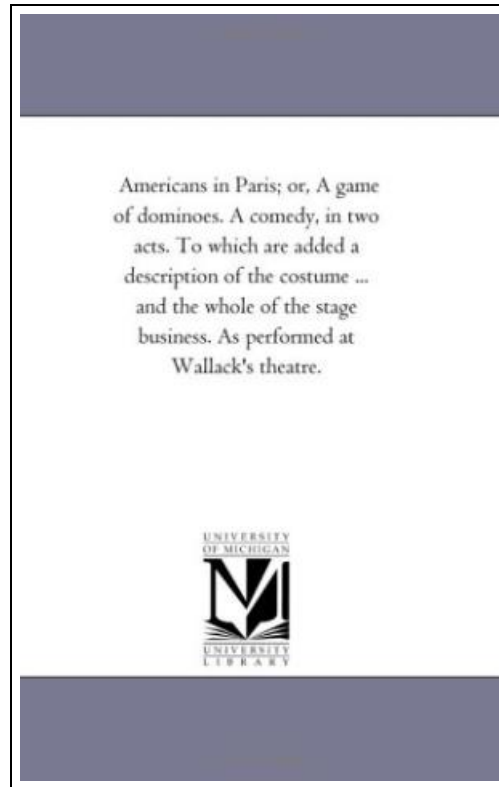 Americans in Paris; or, A game
of dominoes. A comedy, in two
acts. To which are added a
description of the costume ...
and the whole of the stage
business. As performed at
Wallack's theatre.
UNIVERSITY
OF MICHIGAN
M
UNIVERSITY
LIBRARY